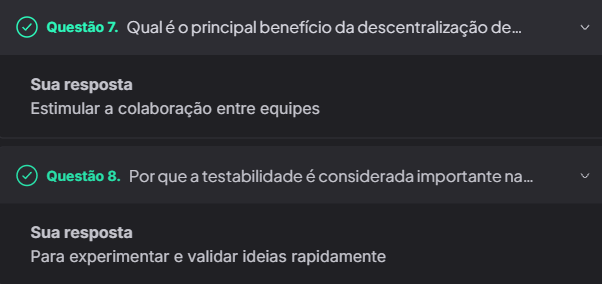 Questão 7. Qual é o principal benefício da descentralização de...
Sua resposta
Estimular a colaboração entre equipes
Questão 8. Por que a testabilidade é considerada importante na...
Sua resposta
Para experimentar e validar ideias rapidamente